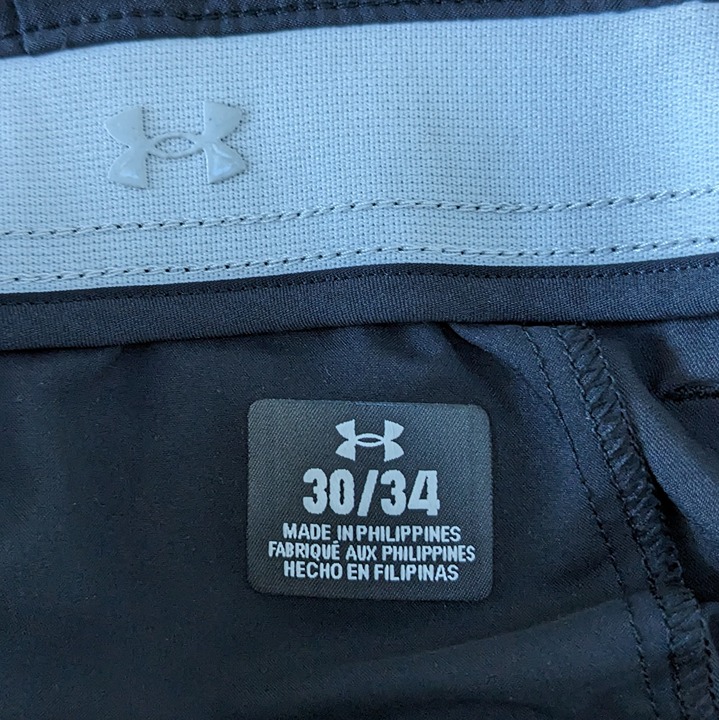 30/34
MADE IN PHILIPPINES
FABRIQUÉ AUX PHILIPPINES
HECHO EN FILIPINAS